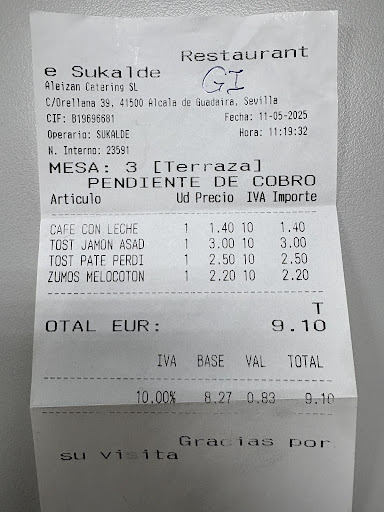 Restaurant
e Sukalde
GI
Aleizan Catering SL
C/Orellana 39, 41500 Alcala de Guadaira, Sevilla
CIF: B19696681 Fecha: 11-05-2025
Operario: SUKALDE Hora: 11:19:32
N. Interno: 23591
MESA: 3 [Terraza]
PENDIENTE DE COBRO
Articulo Ud Precio IVA Importe
CAFE CON LECHE 1 1.40 10 1.40
TOST JAMON ASAD 1 3.00 10 3.00
TOST PATE PERDI 1 2.50 10 2.50
ZUMOS MELOCOTON 1 2.20 10 2.20
T
OTAL EUR: 9.10
IVA BASE VAL TOTAL
10.00% 8.27 0.83 9.10
Gracias por
su visita